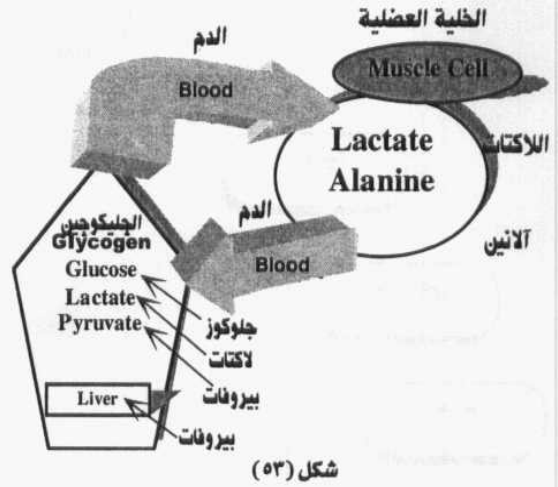 الخلية العضلية
الدم
Muscle Cell
Blood
Lactate
اللاكتات
Alanine
الدم
آلانين
الجليكوجين
Glycogen
Blood
Glucose
Lactate
جلوكوز
Pyruvate
لاكتات
بيروفات
Liver
بيروفات
شكل (٥٣)